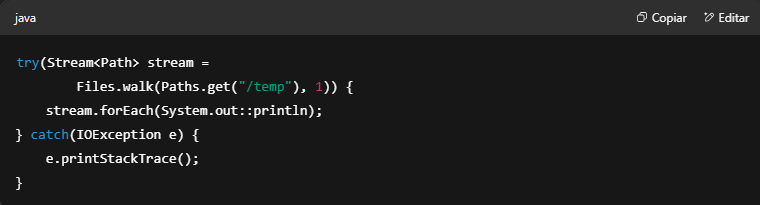 java Copiar Editar
try(Stream<Path> stream =
        Files.walk(Paths.get("/temp"), 1)) {
    stream.forEach(System.out::println);
} catch(IOException e) {
    e.printStackTrace();
}